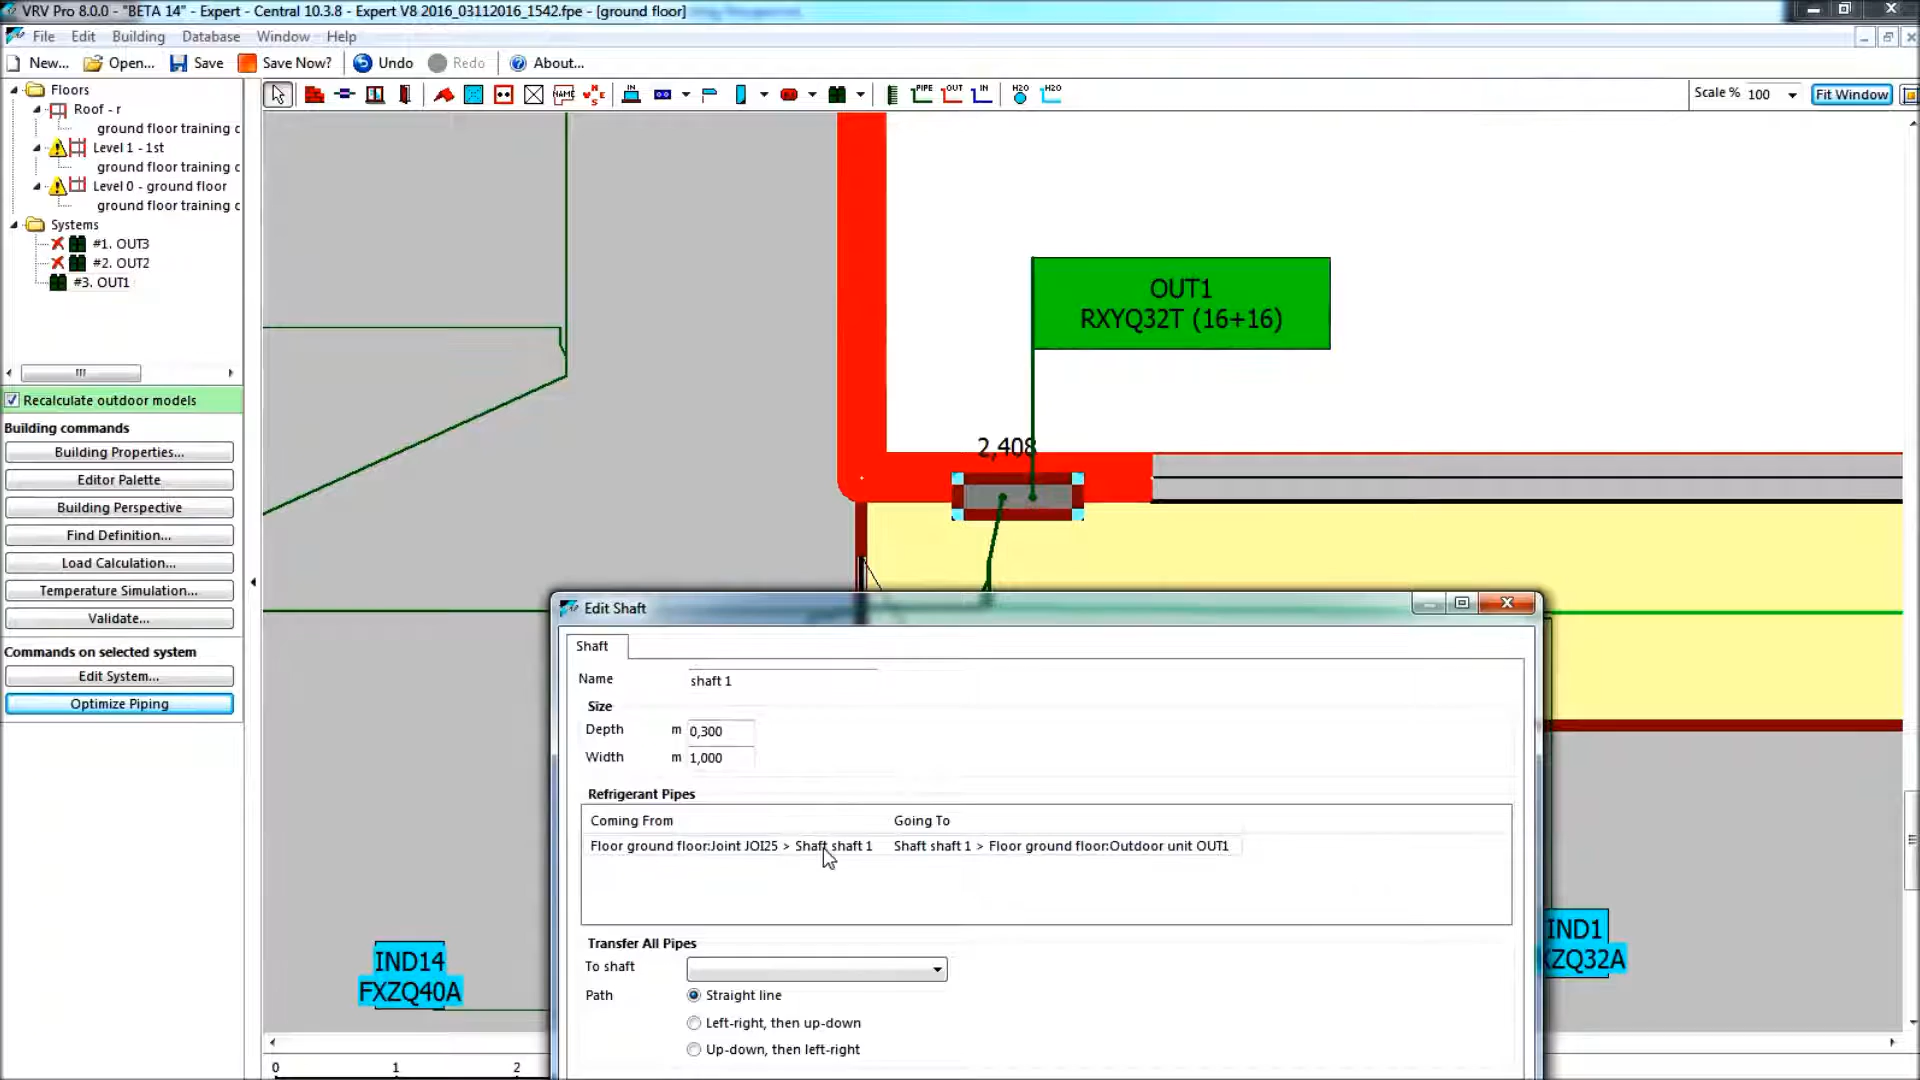 VRV Pro 8.0.0 - "BETA 14" - Expert - Central 10.3.8 - Expert V8 2016_03112016_1542.fpe - [ground floor]
File Edit Building Database Window Help
New... Open... Save Save Now? Undo Redo About...
NAME IN PIPE OUT IN H2O H2O
Scale % 100 Fit Window
Floors
Roof - r
ground floor training c
Level 1 - 1st
ground floor training c
Level 0 - ground floor
ground floor training c
Systems
#1. OUT3
#2. OUT2
#3. OUT1
Recalculate outdoor models
Building commands
Building Properties...
Editor Palette
Building Perspective
Find Definition...
Load Calculation...
Temperature Simulation...
Validate...
Commands on selected system
Edit System...
Optimize Piping
OUT1
RXYQ32T (16+16)
2,408
Edit Shaft
Shaft
Name shaft 1
Size
Depth m 0,300
Width m 1,000
Refrigerant Pipes
Coming From Going To
Floor ground floor:Joint JOI25 > Shaft shaft 1 Shaft shaft 1 > Floor ground floor:Outdoor unit OUT1
Transfer All Pipes
To shaft
Path Straight line
Left-right, then up-down
Up-down, then left-right
IND14
FXZQ40A
IND1
XZQ32A
0 1 2